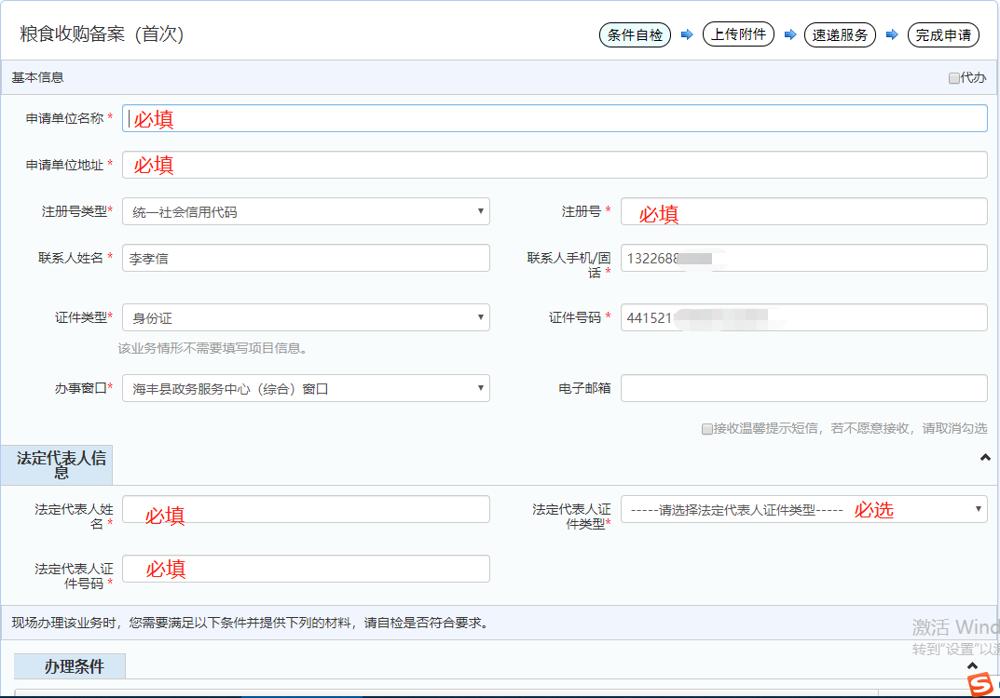 粮食收购备案（首次）
条件自检 上传附件 速递服务 完成申请
基本信息
代办
申请单位名称 * 必填
申请单位地址 * 必填
注册号类型* 统一社会信用代码
注册号 * 必填
联系人姓名 * 李孝信
联系人手机/固
话 * 1322688
证件类型* 身份证
证件号码 * 441521
该业务情形不需要填写项目信息。
办事窗口* 海丰县政务服务中心（综合）窗口
电子邮箱
接收温馨提示短信，若不愿意接收，请取消勾选
法定代表人信
息
法定代表人姓
名 * 必填
法定代表人证
件类型* -----请选择法定代表人证件类型----- 必选
法定代表人证
件号码 * 必填
现场办理该业务时，您需要满足以下条件并提供下列的材料，请自检是否符合要求。
激活 Wind
转到"设置"以激
办理条件